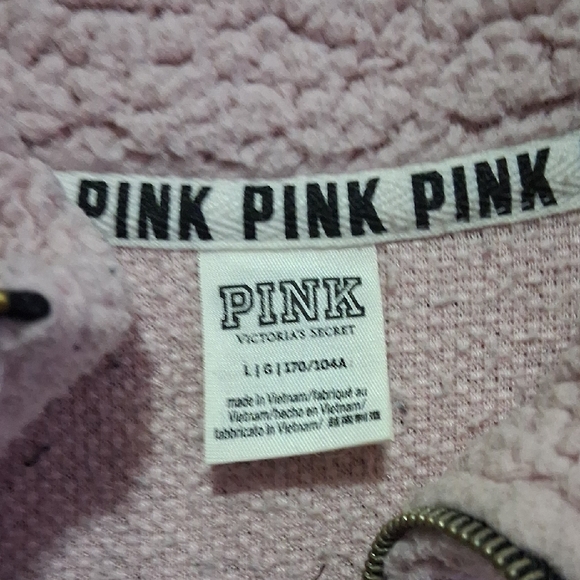 PINK PINK PINK
PINK
VICTORIA'S SECRET
L | G | 170/104A
made in Vietnam/fabriqué au
Vietnam/hecho en Vietnam/
fabbricato in Vietnam/